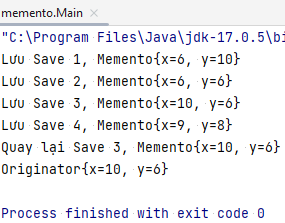 memento.Main
"C:\Program Files\Java\jdk-17.0.5\bi
Lưu Save 1, Memento{x=6, y=10}
Lưu Save 2, Memento{x=6, y=6}
Lưu Save 3, Memento{x=10, y=6}
Lưu Save 4, Memento{x=9, y=8}
Quay lại Save 3, Memento{x=10, y=6}
Originator{x=10, y=6}
Process finished with exit code 0